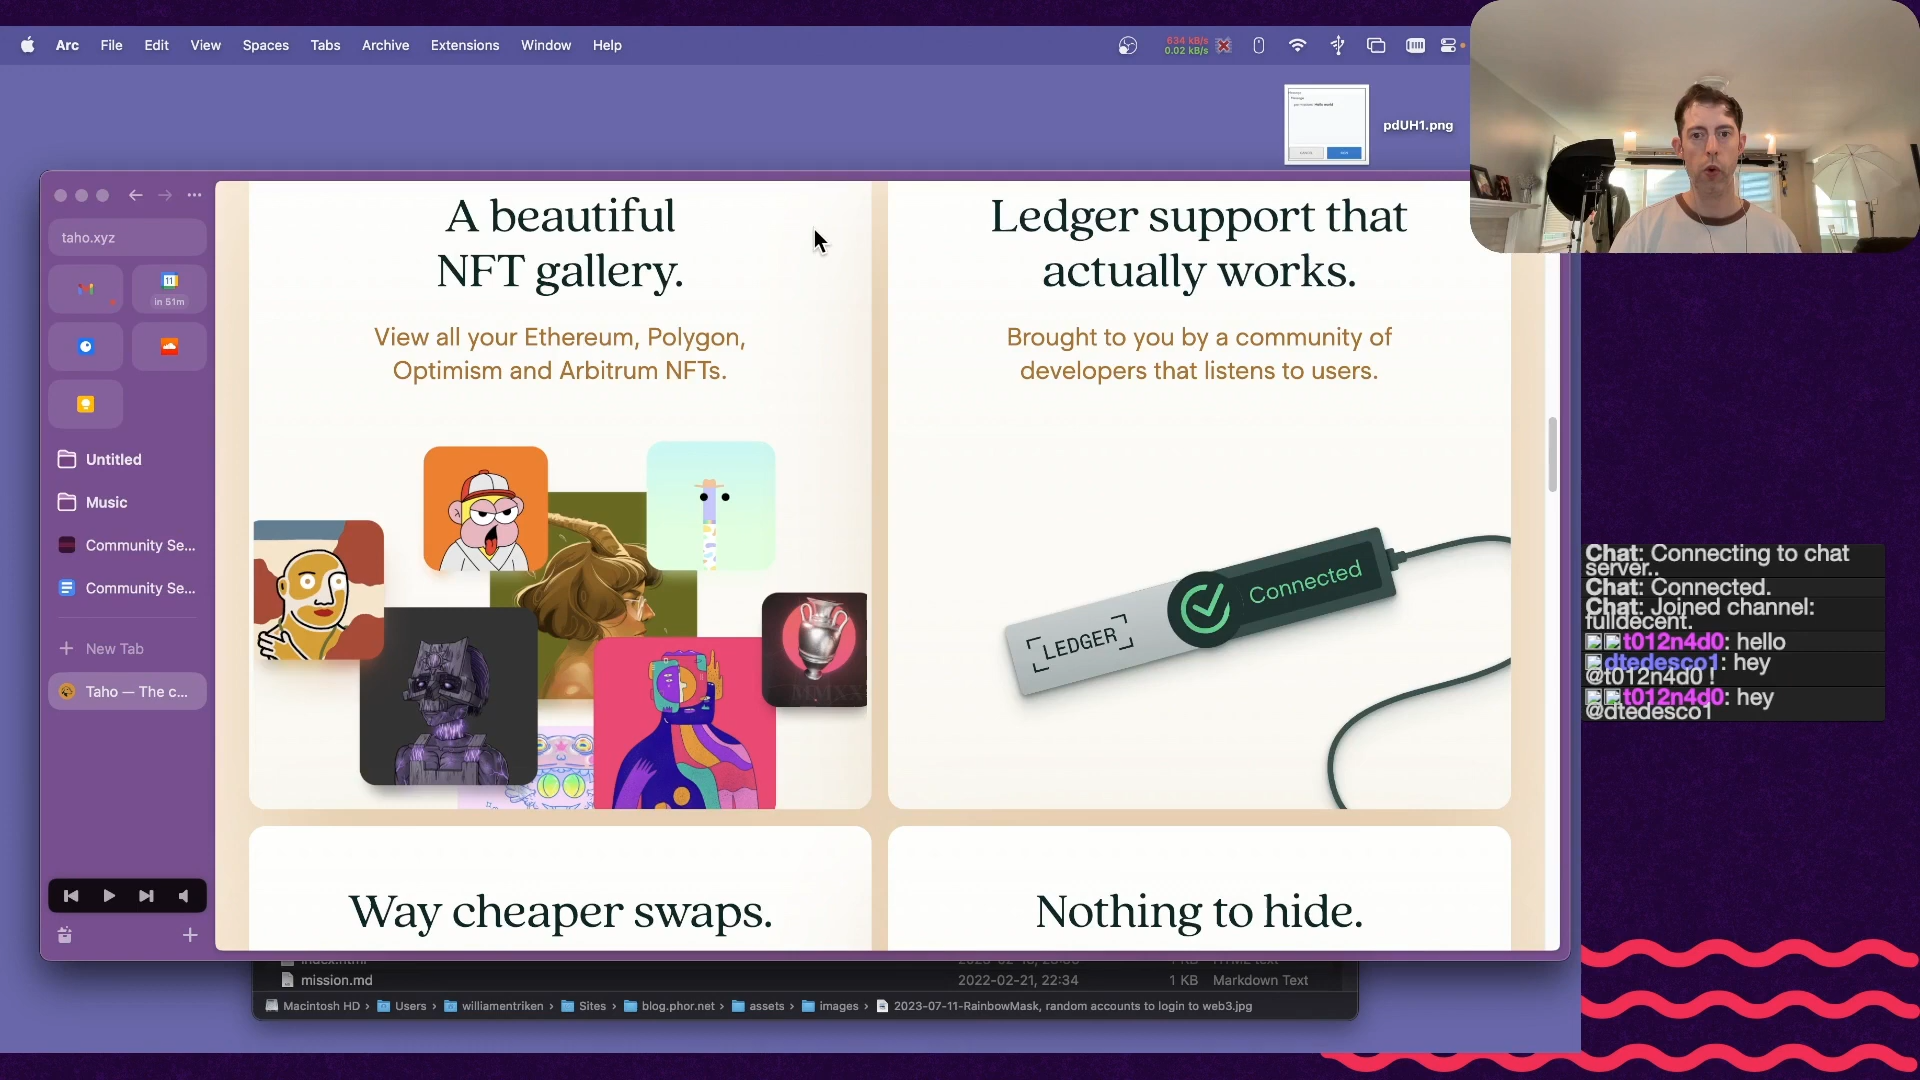 Arc File Edit View Spaces Tabs Archive Extensions Window Help
634 kB/s
0.02 kB/s
pdUH1.png
taho.xyz
11
in 51m
Untitled
Music
Community Se...
Community Se...
New Tab
Taho — The c...
A beautiful
NFT gallery.
View all your Ethereum, Polygon,
Optimism and Arbitrum NFTs.
Ledger support that
actually works.
Brought to you by a community of
developers that listens to users.
LEDGER
Connected
Way cheaper swaps.
Nothing to hide.
mission.md 2022-02-21, 22:34 1 KB Markdown Text
Macintosh HD › Users › williamentriken › Sites › blog.phor.net › assets › images › 2023-07-11-RainbowMask, random accounts to login to web3.jpg
Chat: Connecting to chat
server..
Chat: Connected.
Chat: Joined channel:
fulldecent.
t012n4d0: hello
dtedesco1: hey
@t012n4d0 !
t012n4d0: hey
@dtedesco1